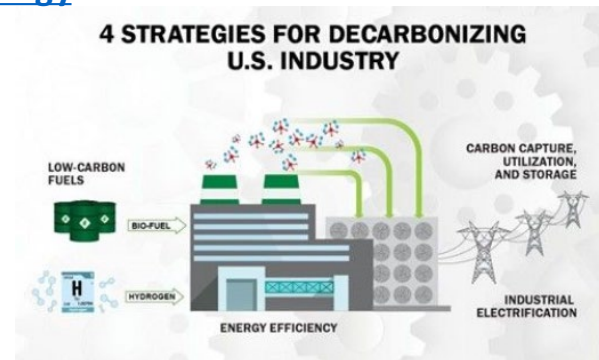 4 STRATEGIES FOR DECARBONIZING
U.S. INDUSTRY
LOW-CARBON
FUELS
BIO-FUEL
H
HYDROGEN
CARBON CAPTURE,
UTILIZATION,
AND STORAGE
INDUSTRIAL
ELECTRIFICATION
ENERGY EFFICIENCY